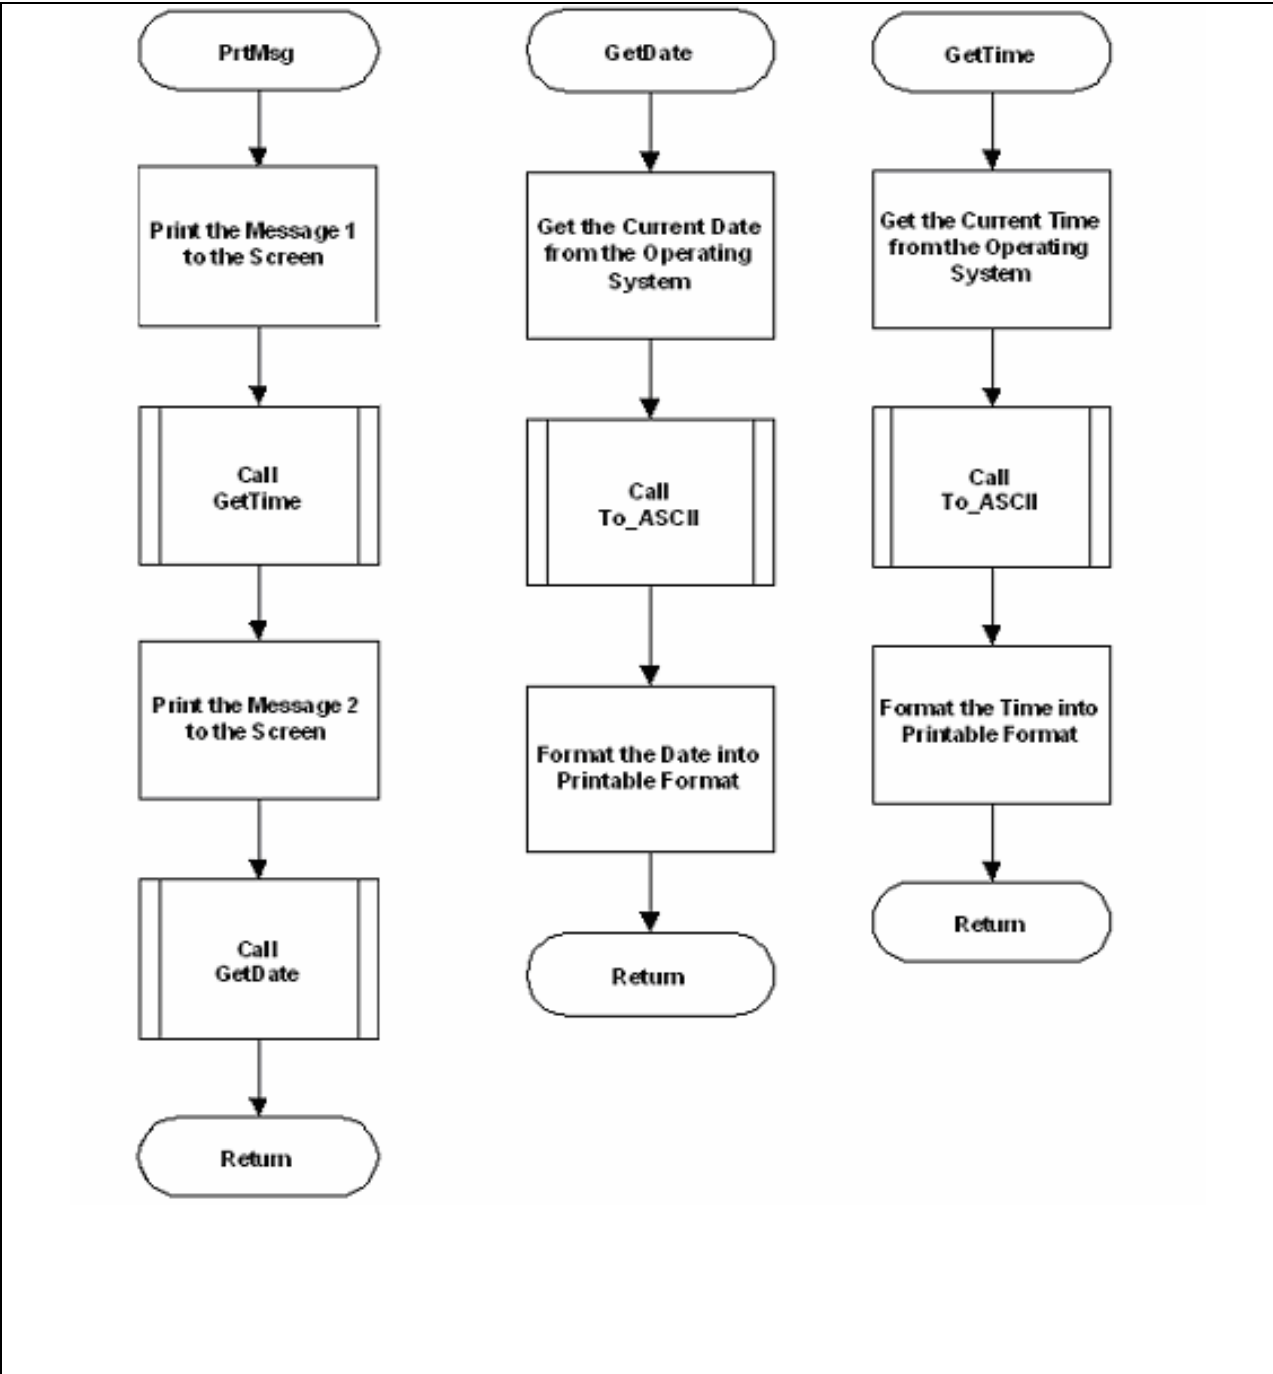 PrtMsg
Print the Message 1
to the Screen
Call
GetTime
Print the Message 2
to the Screen
Call
GetDate
Return
GetDate
Get the Current Date
from the Operating
System
Call
To_ASCII
Format the Date into
Printable Format
Return
GetTime
Get the Current Time
from the Operating
System
Call
To_ASCII
Format the Time into
Printable Format
Return